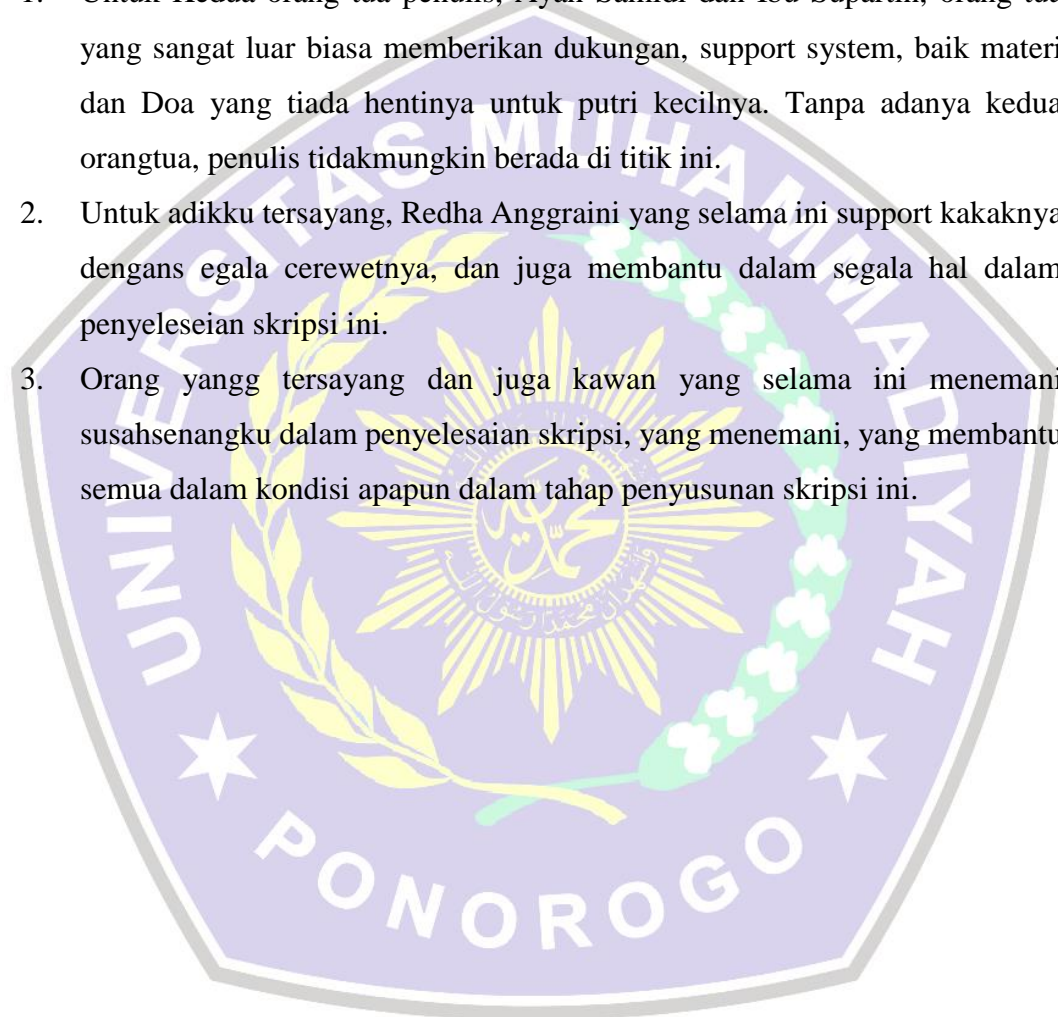 1. Untuk Kedua orang tua penulis, Ayah dan Ibu Supartin, orang tua
yang sangat luar biasa memberikan dukungan, support system, baik materi
dan Doa yang tiada hentinya untuk putri kecilnya. Tanpa adanya kedua
orangtua, penulis tidakmungkin berada di titik ini.
2. Untuk adikku tersayang, Redha Anggraini yang selama ini support kakaknya
dengans egala cerewetnya, dan juga membantu dalam segala hal dalam
penyeleseian skripsi ini.
3. Orang yangg tersayang dan juga kawan yang selama ini menemani
susahsenangku dalam penyelesaian skripsi, yang menemani, yang membantu
semua dalam kondisi apapun dalam tahap penyusunan skripsi ini.
UNIVERSITAS MUHAMMADIYAH
PONOROGO